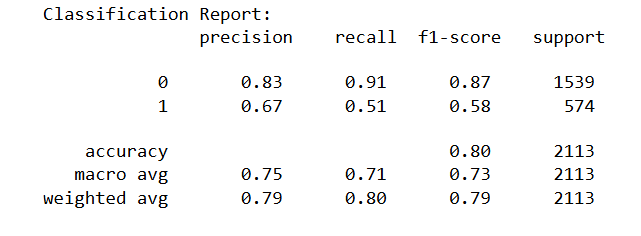 Classification Report:
precision recall f1-score support
0 0.83 0.91 0.87 1539
1 0.67 0.51 0.58 574
accuracy 0.80 2113
macro avg 0.75 0.71 0.73 2113
weighted avg 0.79 0.80 0.79 2113